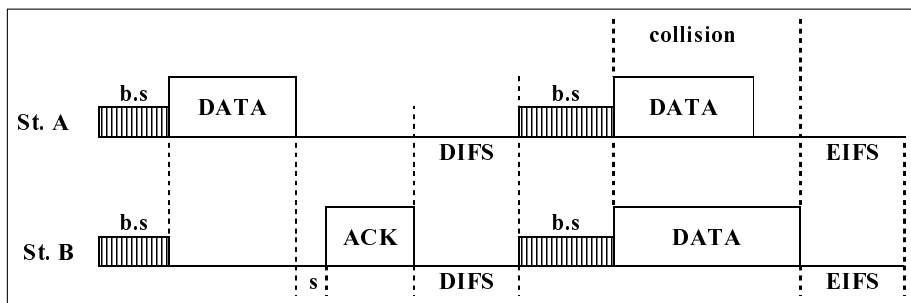 collision
b.s DATA b.s DATA
St. A
DIFS EIFS
b.s ACK b.s DATA
St. B
s DIFS EIFS